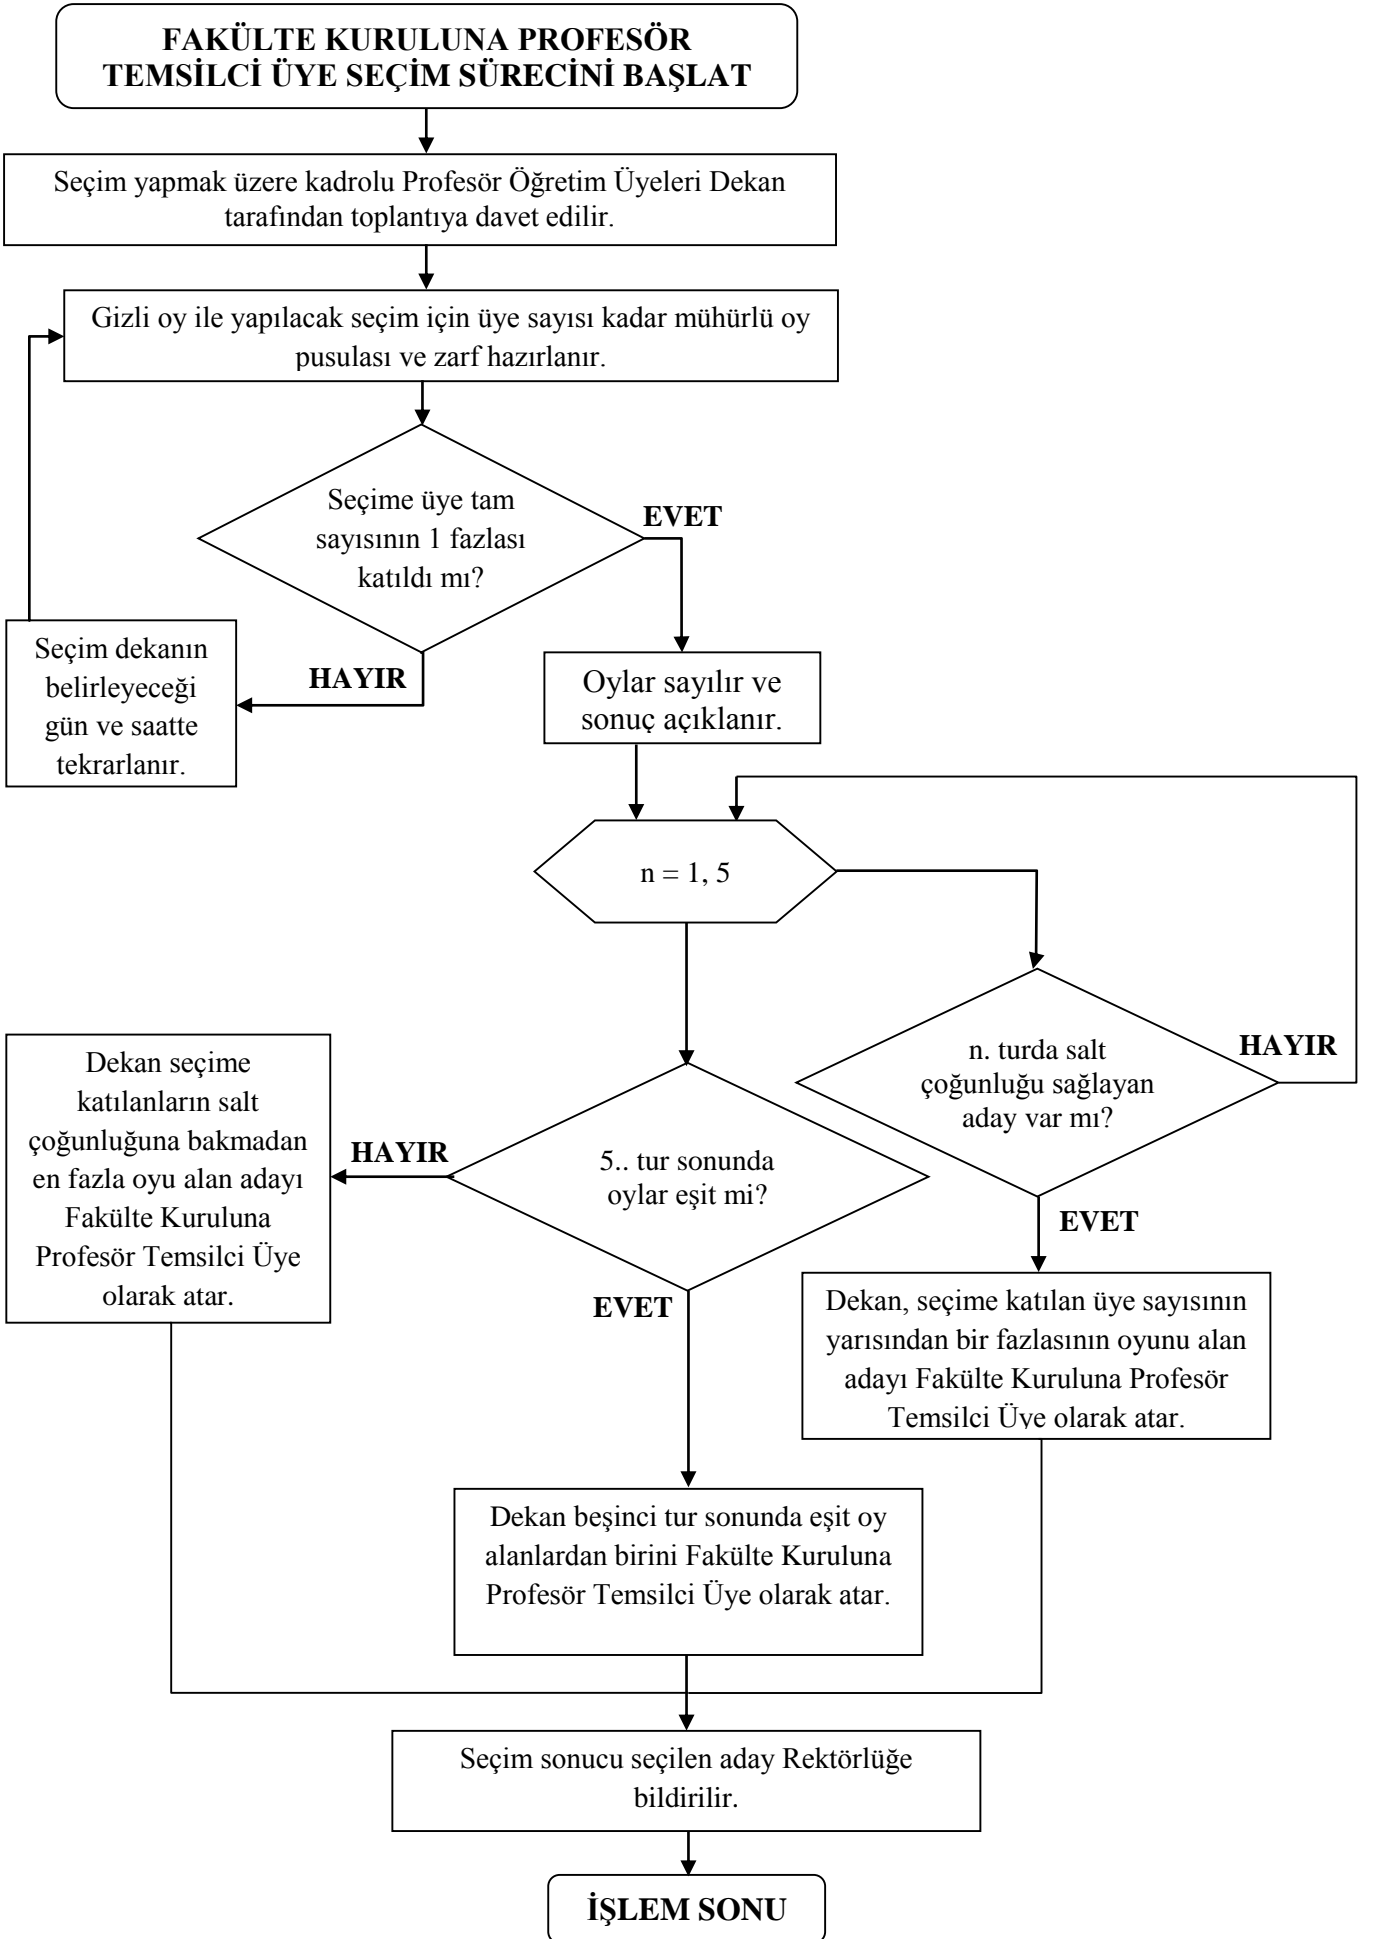 FAKÜLTE KURULUNA PROFESÖR
TEMSİLCİ ÜYE SEÇİM SÜRECİNİ BAŞLAT
Seçim yapmak üzere kadrolu Profesör Öğretim Üyeleri Dekan
tarafından toplantıya davet edilir.
Gizli oy ile yapılacak seçim için üye sayısı kadar mühürlü oy
pusulası ve zarf hazırlanır.
Seçime üye tam
sayısının 1 fazlası
katıldı mı?
EVET
HAYIR
Seçim dekanın
belirleyeceği
gün ve saatte
tekrarlanır.
Oylar sayılır ve
sonuç açıklanır.
n = 1, 5
n. turda salt
çoğunluğu sağlayan
aday var mı?
HAYIR
EVET
5.. tur sonunda
oylar eşit mi?
HAYIR
EVET
Dekan seçime
katılanların salt
çoğunluğuna bakmadan
en fazla oyu alan adayı
Fakülte Kuruluna
Profesör Temsilci Üye
olarak atar.
Dekan, seçime katılan üye sayısının
yarısından bir fazlasının oyunu alan
adayı Fakülte Kuruluna Profesör
Temsilci Üye olarak atar.
Dekan beşinci tur sonunda eşit oy
alanlardan birini Fakülte Kuruluna
Profesör Temsilci Üye olarak atar.
Seçim sonucu seçilen aday Rektörlüğe
bildirilir.
İŞLEM SONU